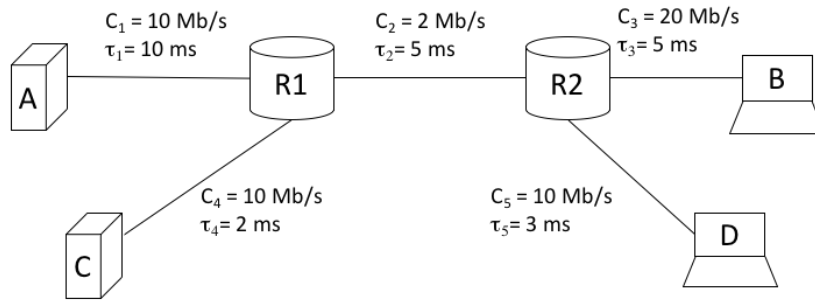 C₁ = 10 Mb/s
τ₁= 10 ms
C₂ = 2 Mb/s
τ₂= 5 ms
C₃ = 20 Mb/s
τ₃= 5 ms
A
R1
R2
B
C₄ = 10 Mb/s
τ₄= 2 ms
C₅ = 10 Mb/s
τ₅= 3 ms
C
D